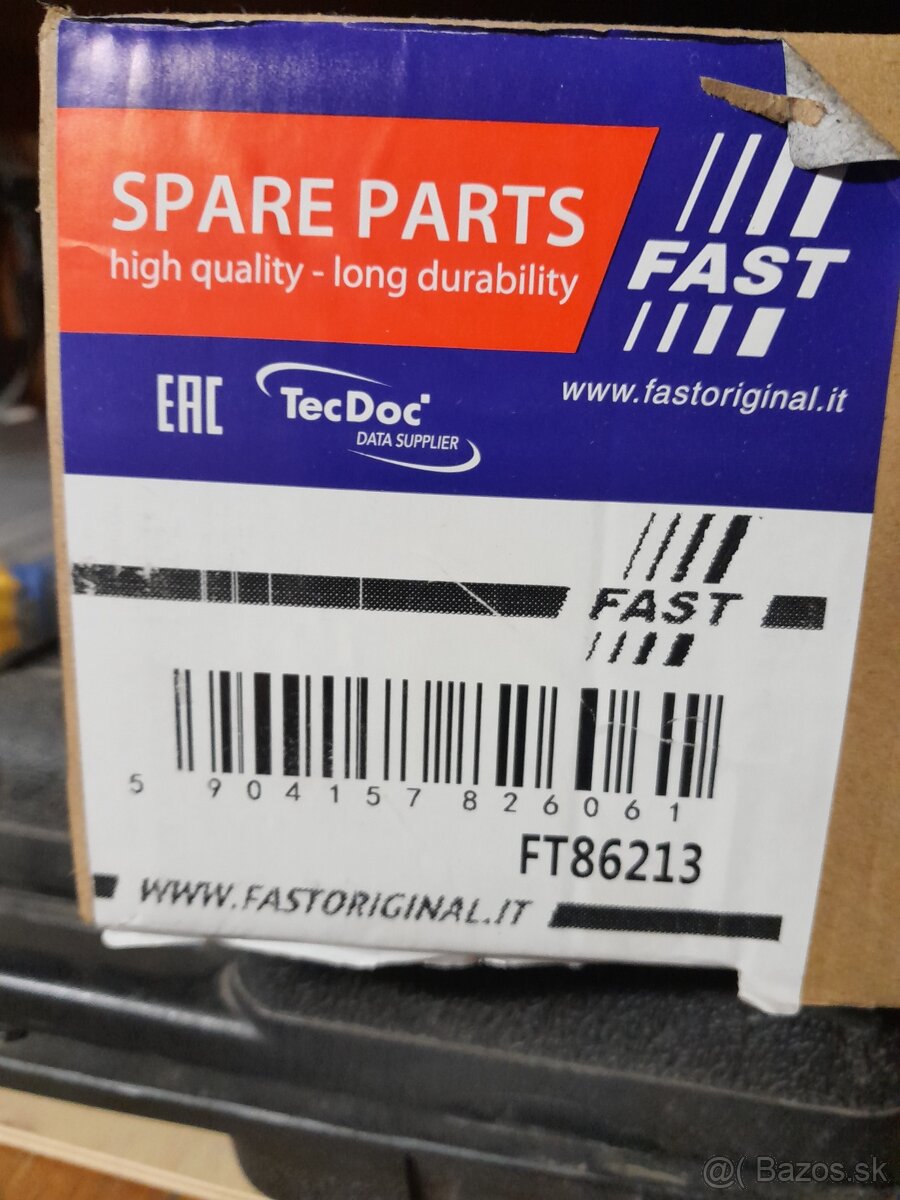 SPARE PARTS
high quality - long durability
FAST
www.fastoriginal.it
EAC
TecDoc
DATA SUPPLIER
FAST
5 904157 826061
FT86213
WWW.FASTORIGINAL.IT
@( Bazos.sk